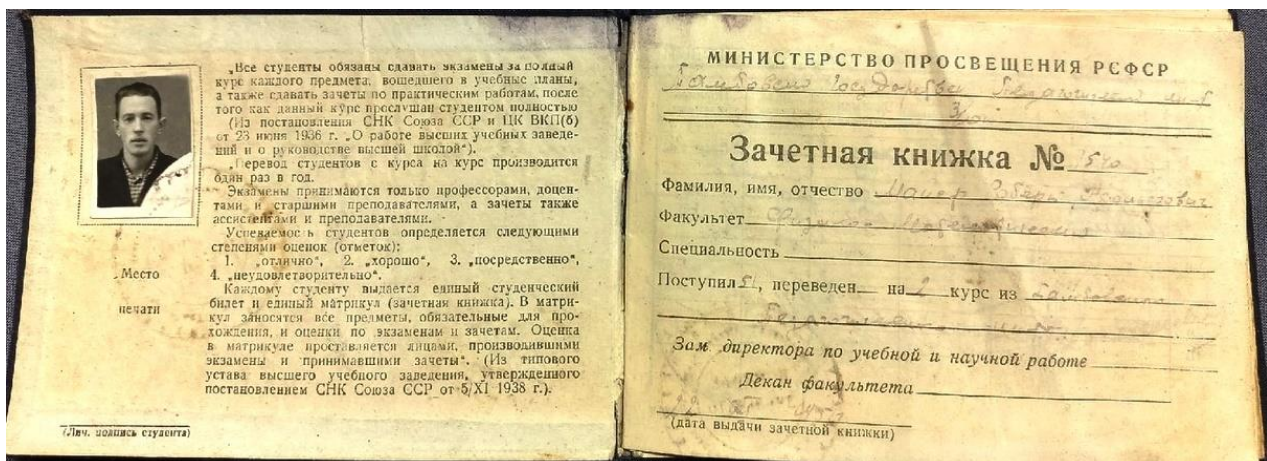 „Все студенты обязаны сдавать экзамены за полный
курс каждого предмета, вошедшего в учебные планы,
а также сдавать зачеты по практическим работам, после
того как данный курс прослушан студентом полностью
(Из постановления СНК Союза ССР и ЦК ВКП(б)
от 23 июня 1936 г. „О работе высших учебных заведе-
ний и о руководстве высшей школой“).
„Перевод студентов с курса на курс производится
один раз в год.
Экзамены принимаются только профессорами, доцен-
тами и старшими преподавателями, а зачеты также
ассистентами и преподавателями.
Успеваемость студентов определяется следующими
степенями оценок (отметок):
1. „отлично“, 2. „хорошо“, 3. „посредственно“,
4. „неудовлетворительно“.
Каждому студенту выдается единый студенческий
билет и единый матрикул (зачетная книжка). В матри-
кул заносятся все предметы, обязательные для про-
хождения, и оценки по экзаменам и зачетам. Оценка
в матрикуле проставляется лицами, производившими
экзамены и принимавшими зачеты“. (Из типового
устава высшего учебного заведения, утвержденного
постановлением СНК Союза ССР от 5/XI 1938 г.).
Место
печати
(Лич. подпись студента)
МИНИСТЕРСТВО ПРОСВЕЩЕНИЯ РСФСР
Зачетная книжка №
Фамилия, имя, отчество Майер Роберт
Факультет Физико
Специальность
Поступил 51, переведен на курс из
Зам. директора по учебной и научной работе
Декан факультета
(дата выдачи зачетной книжки)